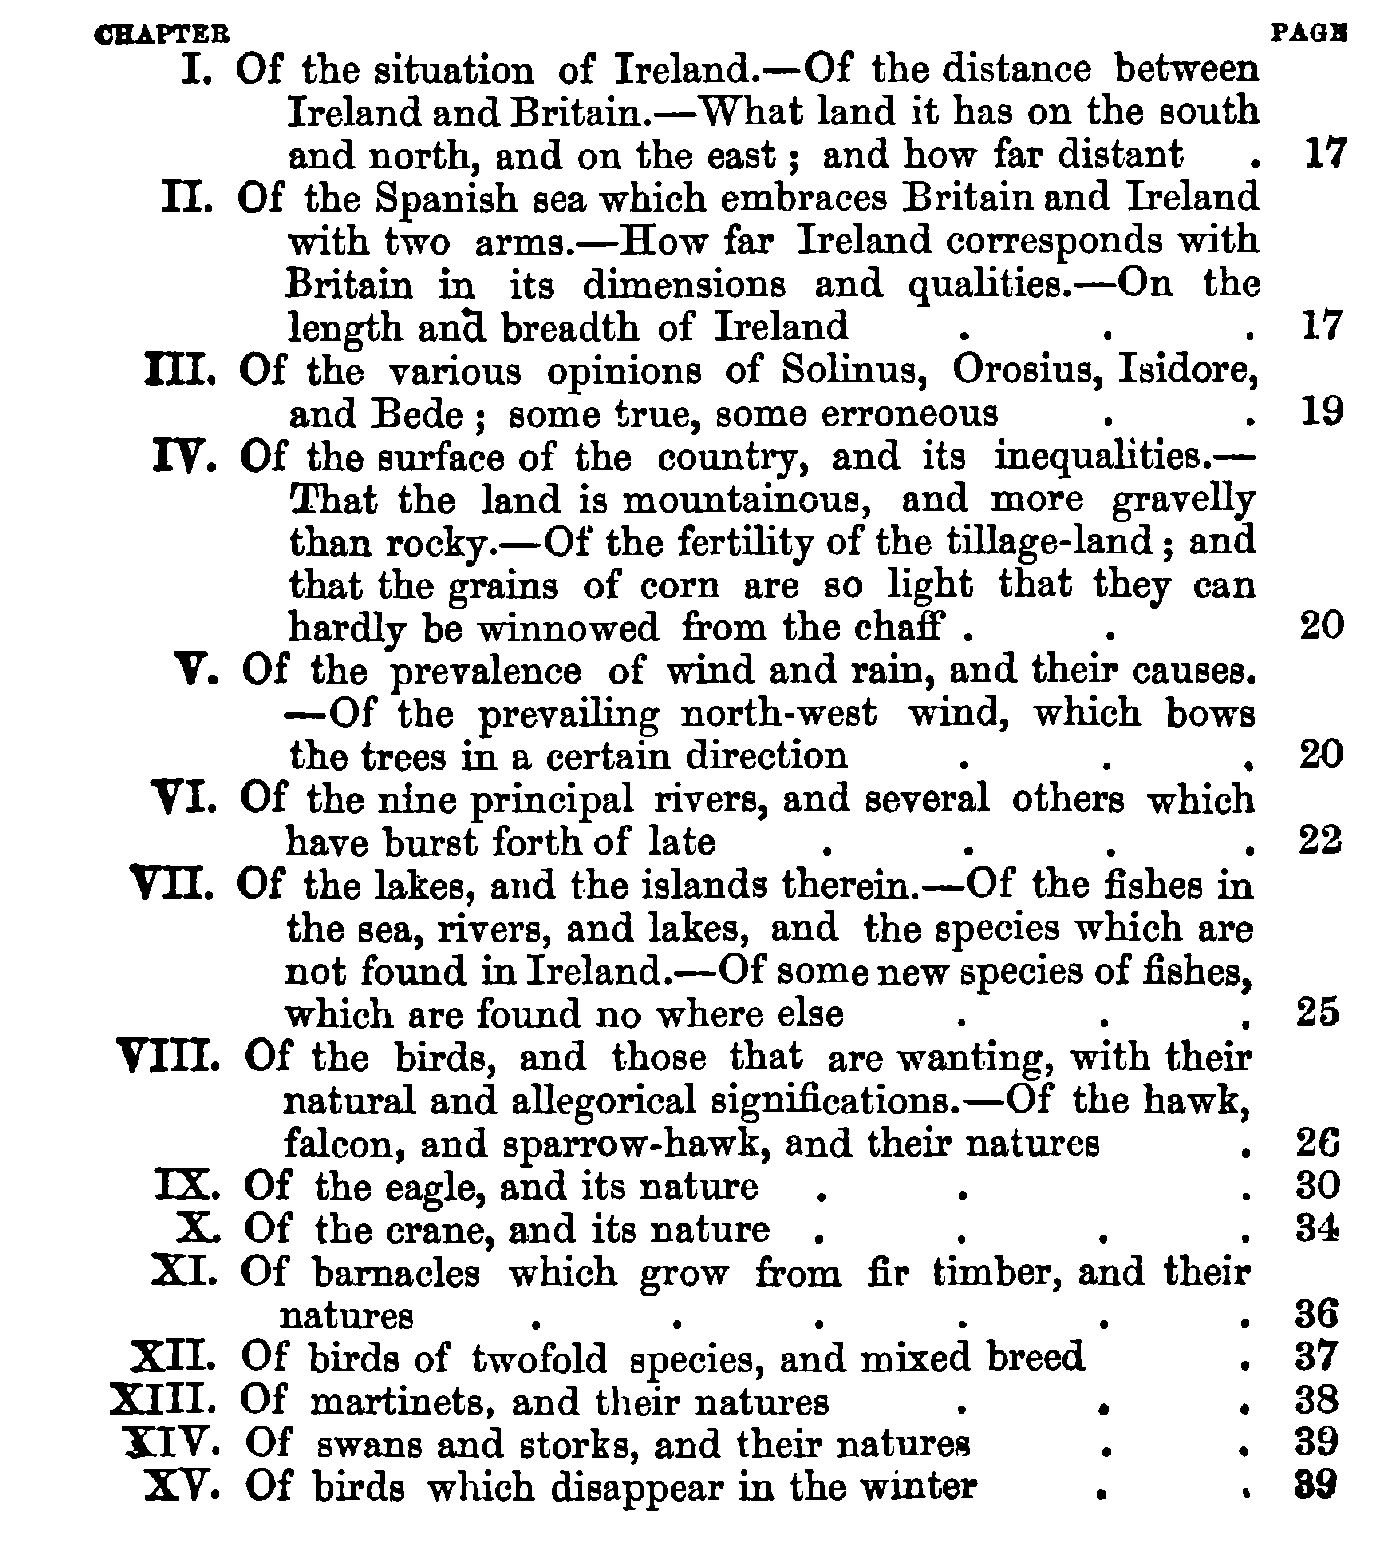 CHAPTER PAGE
I. Of the situation of Ireland.—Of the distance between
Ireland and Britain.—What land it has on the south
and north, and on the east; and how far distant . 17
II. Of the Spanish sea which embraces Britain and Ireland
with two arms.—How far Ireland corresponds with
Britain in its dimensions and qualities.—On the
length and breadth of Ireland . . . 17
III. Of the various opinions of Solinus, Orosius, Isidore,
and Bede; some true, some erroneous . . 19
IV. Of the surface of the country, and its inequalities.—
That the land is mountainous, and more gravelly
than rocky.—Of the fertility of the tillage-land; and
that the grains of corn are so light that they can
hardly be winnowed from the chaff . . 20
V. Of the prevalence of wind and rain, and their causes.
—Of the prevailing north-west wind, which bows
the trees in a certain direction . . . 20
VI. Of the nine principal rivers, and several others which
have burst forth of late . . . . 22
VII. Of the lakes, and the islands therein.—Of the fishes in
the sea, rivers, and lakes, and the species which are
not found in Ireland.—Of some new species of fishes,
which are found no where else . . . 25
VIII. Of the birds, and those that are wanting, with their
natural and allegorical significations.—Of the hawk,
falcon, and sparrow-hawk, and their natures . 26
IX. Of the eagle, and its nature . . . 30
X. Of the crane, and its nature . . . . 34
XI. Of barnacles which grow from fir timber, and their
natures . . . . . . 36
XII. Of birds of twofold species, and mixed breed . 37
XIII. Of martinets, and their natures . . . 38
XIV. Of swans and storks, and their natures . . 39
XV. Of birds which disappear in the winter . . 39